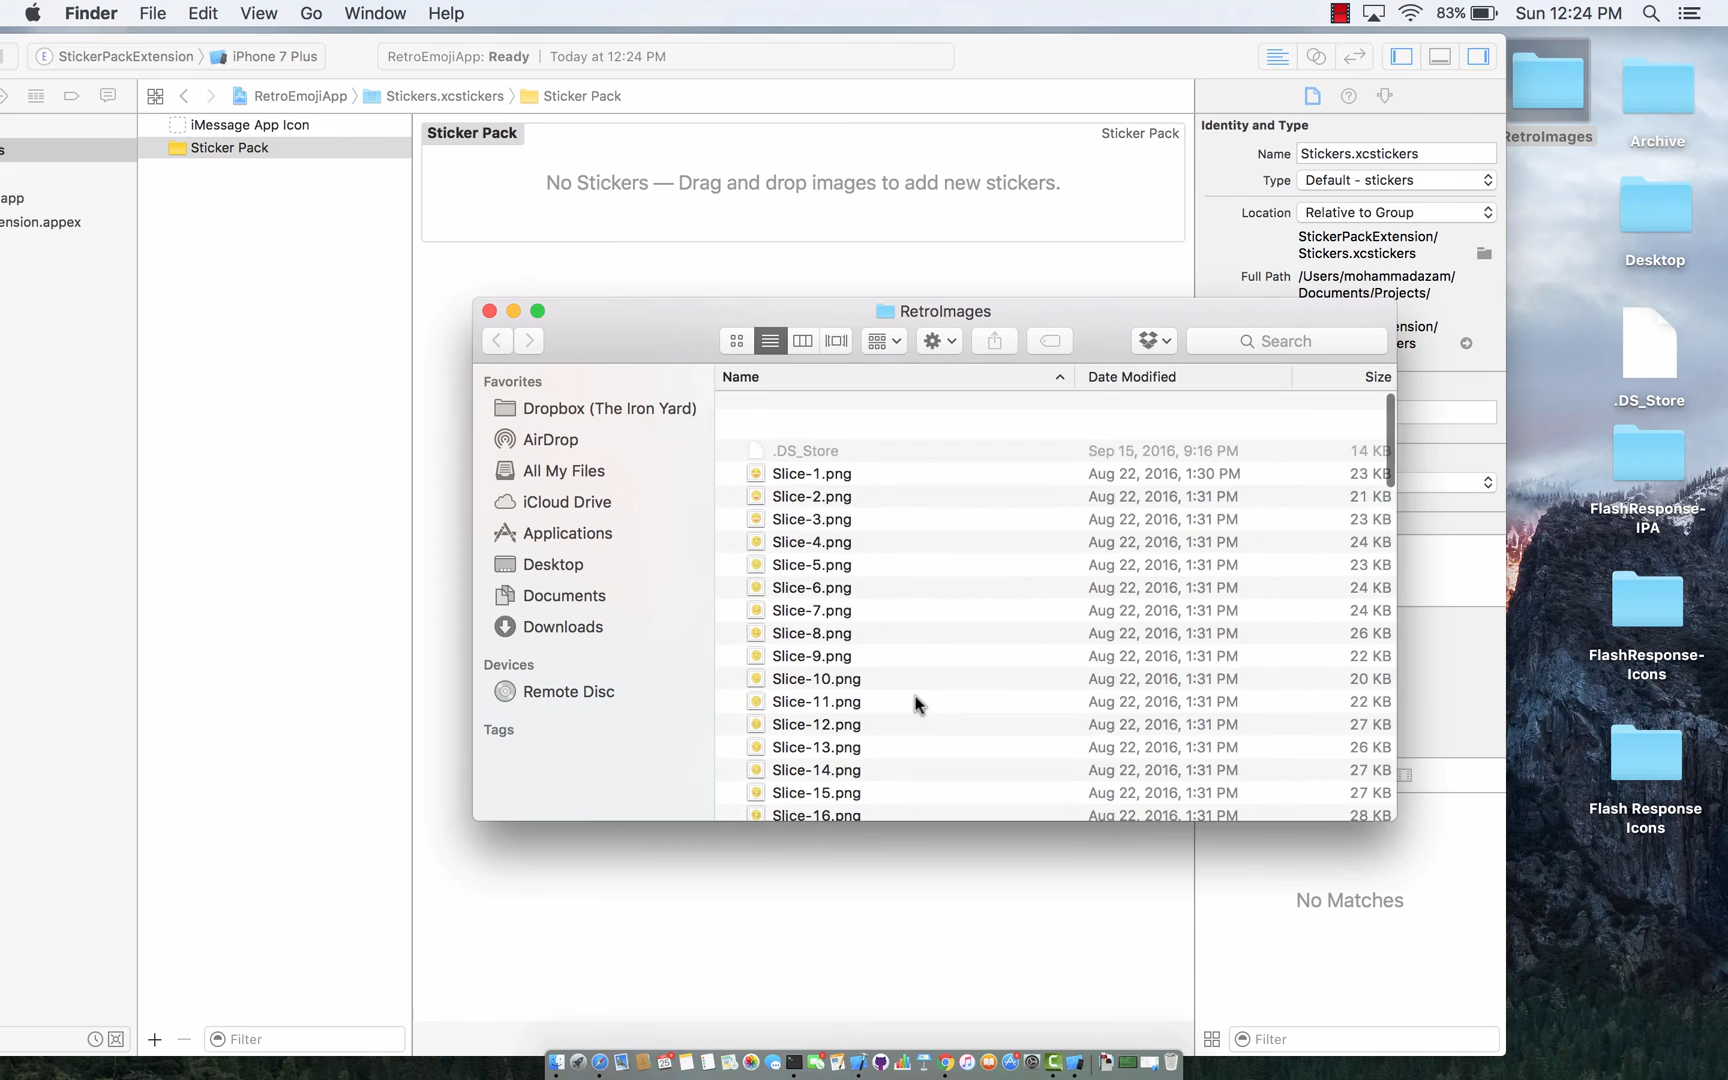 Finder File Edit View Go Window Help 83% Sun 12:24 PM
StickerPackExtension iPhone 7 Plus RetroEmojiApp: Ready | Today at 12:24 PM
RetroEmojiApp Stickers.xcstickers Sticker Pack
iMessage App Icon
Sticker Pack
s
app
ension.appex
Sticker Pack Sticker Pack
No Stickers — Drag and drop images to add new stickers.
Identity and Type
Name Stickers.xcstickers
Type Default - stickers
Location Relative to Group
StickerPackExtension/
Stickers.xcstickers
Full Path /Users/mohammadazam/
Documents/Projects/
ension/
ers
RetroImages
Search
Favorites
Dropbox (The Iron Yard)
AirDrop
All My Files
iCloud Drive
Applications
Desktop
Documents
Downloads
Devices
Remote Disc
Tags
Name Date Modified Size
.DS_Store Sep 15, 2016, 9:16 PM 14 KB
Slice-1.png Aug 22, 2016, 1:30 PM 23 KB
Slice-2.png Aug 22, 2016, 1:31 PM 21 KB
Slice-3.png Aug 22, 2016, 1:31 PM 23 KB
Slice-4.png Aug 22, 2016, 1:31 PM 24 KB
Slice-5.png Aug 22, 2016, 1:31 PM 23 KB
Slice-6.png Aug 22, 2016, 1:31 PM 24 KB
Slice-7.png Aug 22, 2016, 1:31 PM 24 KB
Slice-8.png Aug 22, 2016, 1:31 PM 26 KB
Slice-9.png Aug 22, 2016, 1:31 PM 22 KB
Slice-10.png Aug 22, 2016, 1:31 PM 20 KB
Slice-11.png Aug 22, 2016, 1:31 PM 22 KB
Slice-12.png Aug 22, 2016, 1:31 PM 27 KB
Slice-13.png Aug 22, 2016, 1:31 PM 26 KB
Slice-14.png Aug 22, 2016, 1:31 PM 27 KB
Slice-15.png Aug 22, 2016, 1:31 PM 27 KB
Slice-16.png Aug 22, 2016, 1:31 PM 28 KB
No Matches
Filter
Filter
RetroImages
Archive
Desktop
.DS_Store
FlashResponse-
IPA
FlashResponse-
Icons
Flash Response
Icons